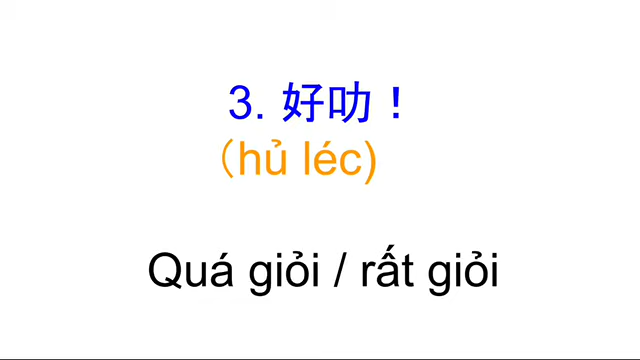 3. 好叻！
（hủ léc)
Quá giỏi / rất giỏi